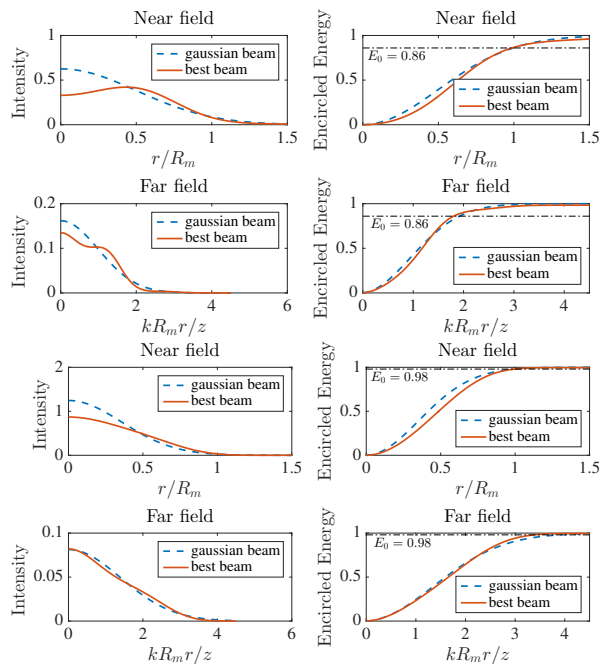 Near field
Intensity
1
0.5
0
gaussian beam
best beam
0
0.5
1.0
1.5
r/R_m
Near field
Encircled Energy
1
0.5
0
E_0 = 0.86
gaussian beam
best beam
0
0.5
1
1.5
r/R_m
Far field
Intensity
0.2
0.1
0
gaussian beam
best beam
0
2
4
6
kR_m r/z
Far field
Encircled Energy
1
0.5
0
E_0 = 0.86
gaussian beam
best beam
0
1
2
3
4
kR_m r/z
Near field
Intensity
2
1
0
gaussian beam
best beam
0
0.5
1.0
1.5
r/R_m
Near field
Encircled Energy
1
0.5
0
E_0 = 0.98
gaussian beam
best beam
0
0.5
1
1.5
r/R_m
Far field
Intensity
0.1
0.05
0
gaussian beam
best beam
0
2
4
6
kR_m r/z
Far field
Encircled Energy
1
0.5
0
E_0 = 0.98
gaussian beam
best beam
0
1
2
3
4
kR_m r/z